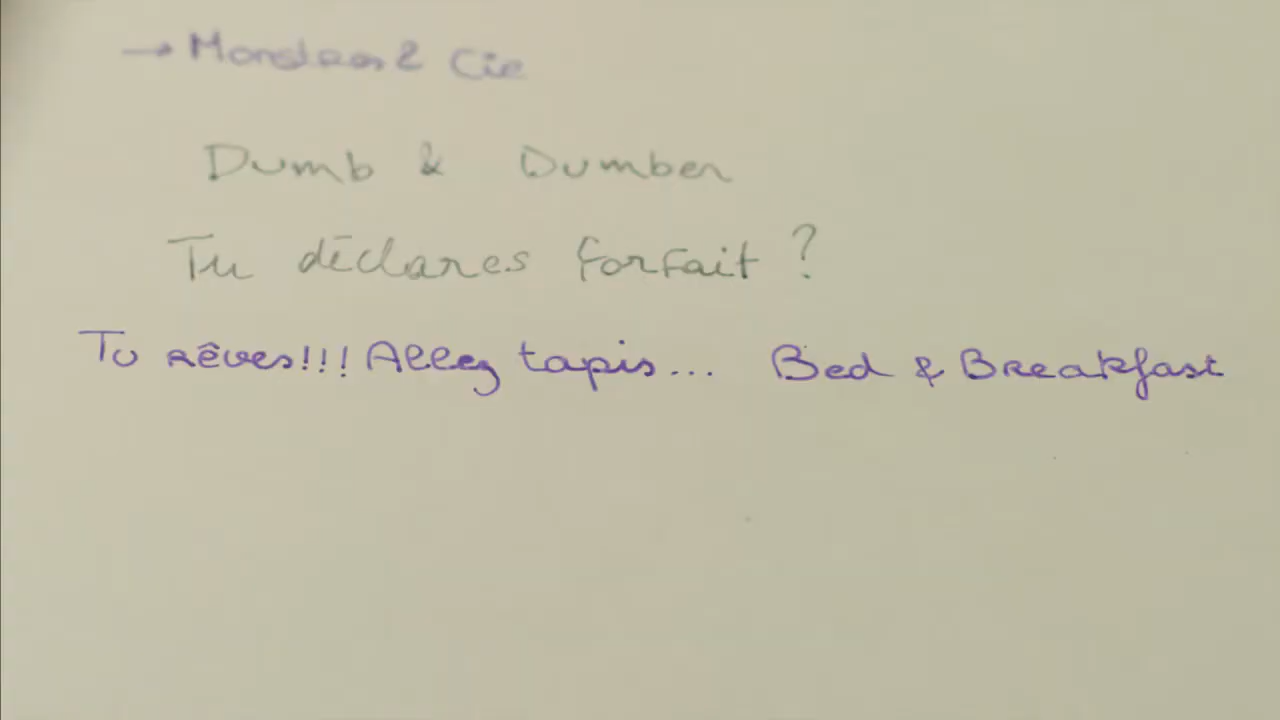 → Monstres & Cie
Dumb & Dumber
Tu déclares forfait ?
Tu rêves!!! Allez tapis... Bed & Breakfast